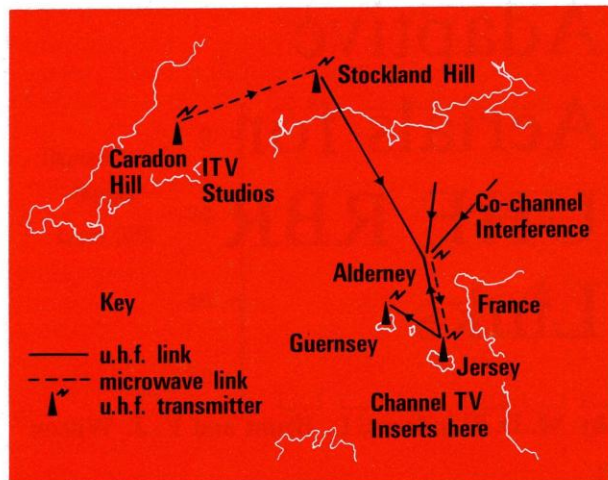 Stockland Hill
Caradon
Hill
ITV
Studios
Co-channel
Interference
Alderney
France
Guernsey
Jersey
Channel TV
Inserts here
Key
u.h.f. link
microwave link
u.h.f. transmitter